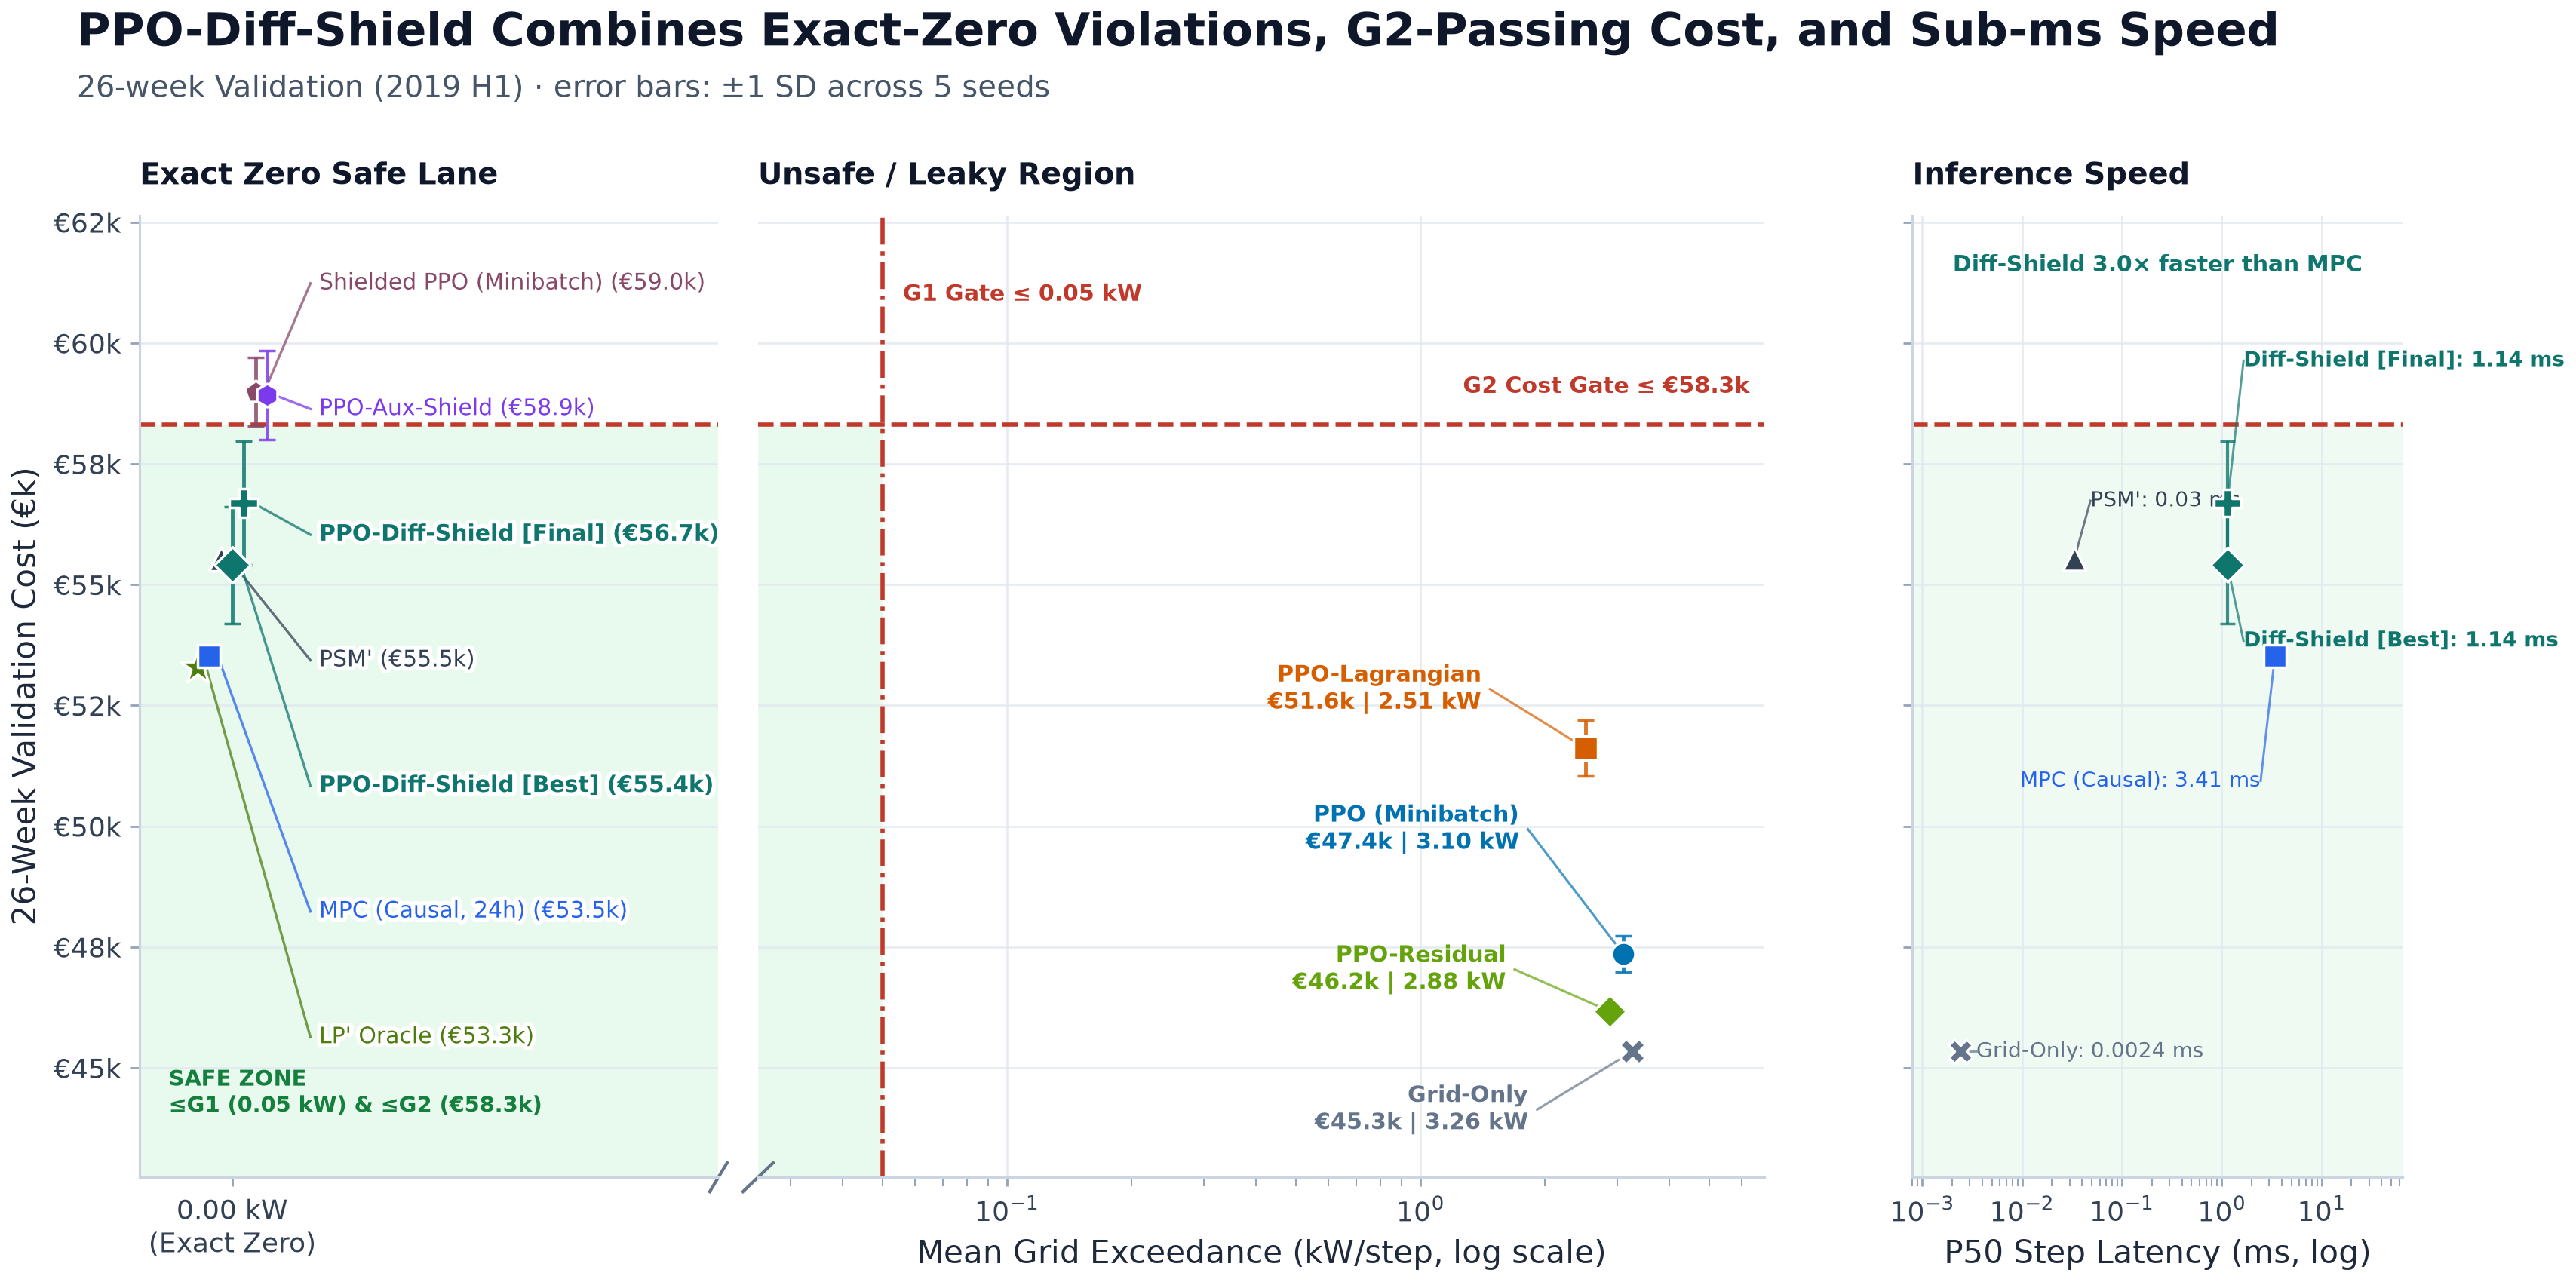 PPO-Diff-Shield Combines Exact-Zero Violations, G2-Passing Cost, and Sub-ms Speed
26-week Validation (2019 H1) · error bars: ±1 SD across 5 seeds
Exact Zero Safe Lane
26-Week Validation Cost (€k)
€62k
€60k
€58k
€55k
€52k
€50k
€48k
€45k
Shielded PPO (Minibatch) (€59.0k)
PPO-Aux-Shield (€58.9k)
PPO-Diff-Shield [Final] (€56.7k)
PSM' (€55.5k)
PPO-Diff-Shield [Best] (€55.4k)
MPC (Causal, 24h) (€53.5k)
LP' Oracle (€53.3k)
SAFE ZONE
≤G1 (0.05 kW) & ≤G2 (€58.3k)
0.00 kW
(Exact Zero)
Unsafe / Leaky Region
G1 Gate ≤ 0.05 kW
G2 Cost Gate ≤ €58.3k
PPO-Lagrangian
€51.6k | 2.51 kW
PPO (Minibatch)
€47.4k | 3.10 kW
PPO-Residual
€46.2k | 2.88 kW
Grid-Only
€45.3k | 3.26 kW
10⁻¹
10⁰
Mean Grid Exceedance (kW/step, log scale)
Inference Speed
Diff-Shield 3.0× faster than MPC
Diff-Shield [Final]: 1.14 ms
PSM': 0.03
Diff-Shield [Best]: 1.14 ms
MPC (Causal): 3.41 ms
Grid-Only: 0.0024 ms
10⁻³
10⁻²
10⁻¹
10⁰
10¹
P50 Step Latency (ms, log)